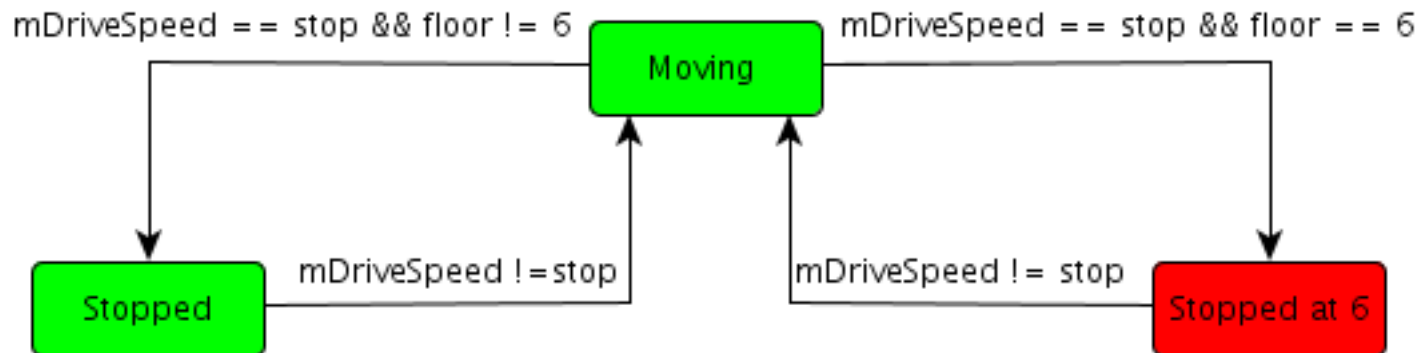 mDriveSpeed == stop && floor != 6
mDriveSpeed == stop && floor == 6
Moving
mDriveSpeed !=stop
mDriveSpeed != stop
Stopped
Stopped at 6